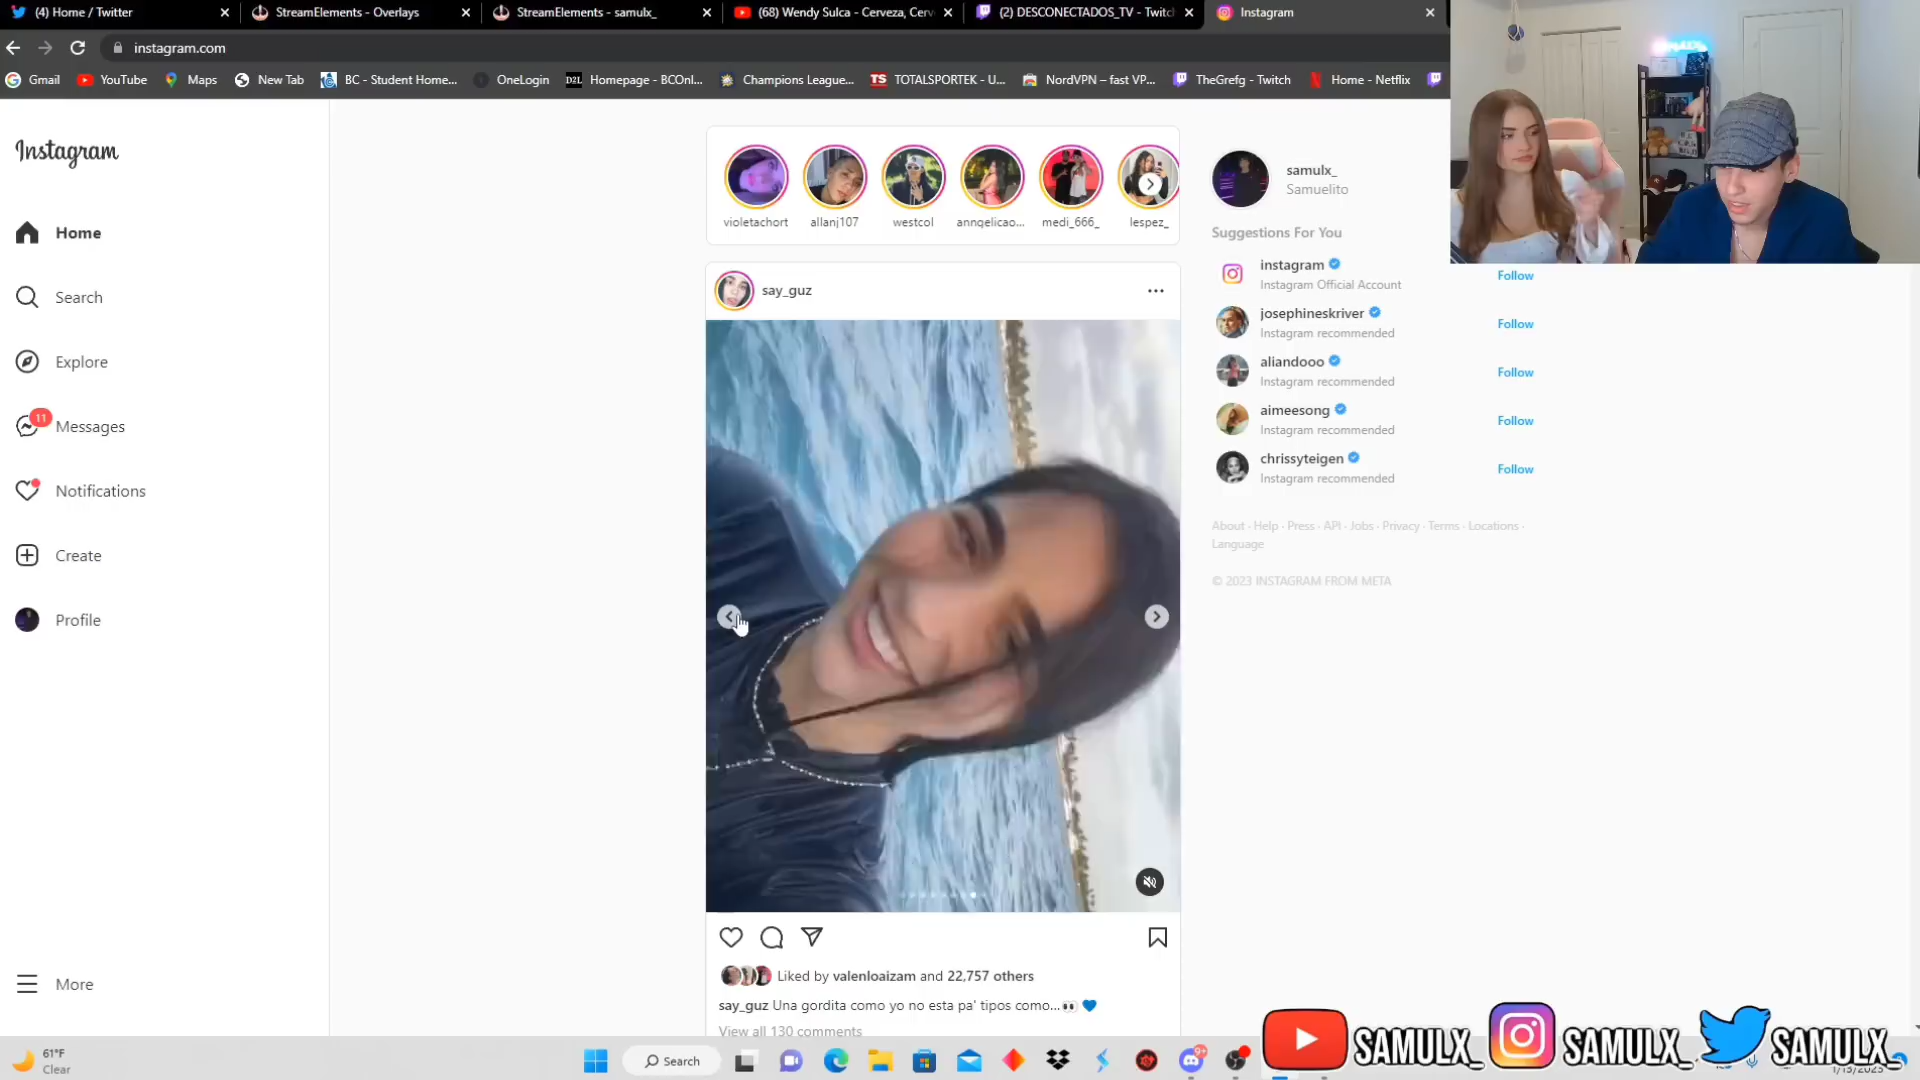 (4) Home / Twitter
StreamElements - Overlays
StreamElements - samulx_
(68) Wendy Sulca - Cerveza, Cerv
(2) DESCONECTADOS_TV - Twitc
Instagram
instagram.com
Gmail
YouTube
Maps
New Tab
BC - Student Home...
OneLogin
D2L
Homepage - BCOnl...
Champions League...
TS
TOTALSPORTEK - U...
NordVPN – fast VP...
TheGrefg - Twitch
Home - Netflix
Instagram
Home
Search
Explore
11
Messages
Notifications
Create
Profile
More
violetachort
allanj107
westcol
anngelicao...
medi_666_
lespez_
say_guz
Liked by valenloaizam and 22,757 others
say_guz Una gordita como yo no esta pa' tipos como...👀 💙
View all 130 comments
samulx_
Samuelito
Suggestions For You
instagram
Instagram Official Account
Follow
josephineskriver
Instagram recommended
Follow
aliandooo
Instagram recommended
Follow
aimeesong
Instagram recommended
Follow
chrissyteigen
Instagram recommended
Follow
About · Help · Press · API · Jobs · Privacy · Terms · Locations ·
Language
© 2023 INSTAGRAM FROM META
SAMULX_
SAMULX_
SAMULX_
61°F
Clear
Search
9+